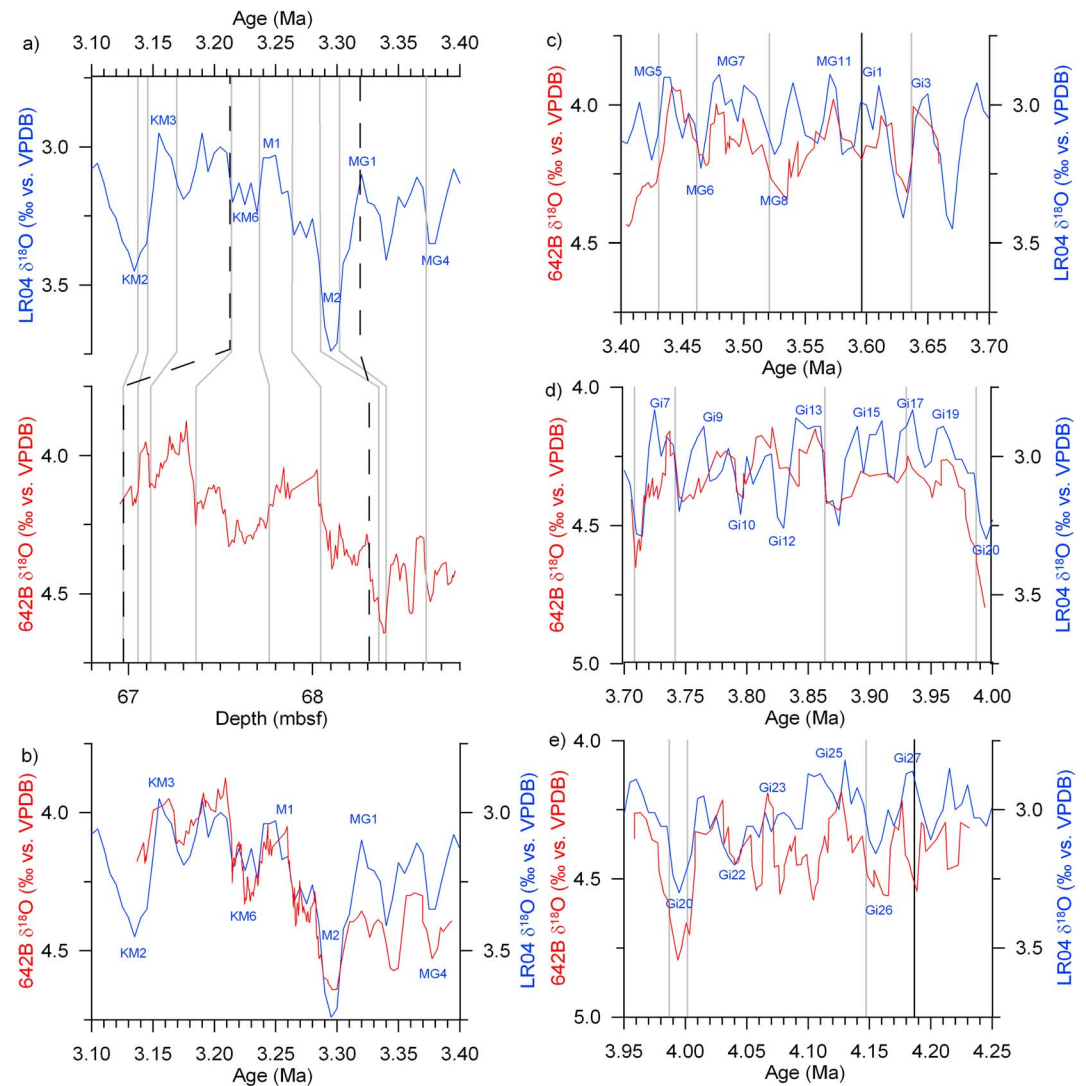 a)
Age (Ma)
3.10 3.15 3.20 3.25 3.30 3.35 3.40
LR04 δ¹⁸O (‰ vs. VPDB)
3.0
3.5
KM3
M1
MG1
KM6
KM2
M2
MG4
642B δ¹⁸O (‰ vs. VPDB)
4.0
4.5
67 68
Depth (mbsf)
b)
642B δ¹⁸O (‰ vs. VPDB)
4.0
4.5
KM3
M1
MG1
KM6
M2
KM2
MG4
3.0
3.5
LR04 δ¹⁸O (‰ vs. VPDB)
3.10 3.15 3.20 3.25 3.30 3.35 3.40
Age (Ma)
c)
642B δ¹⁸O (‰ vs. VPDB)
4.0
4.5
MG5
MG7
MG11
Gi1
Gi3
MG6
MG8
3.0
3.5
LR04 δ¹⁸O (‰ vs. VPDB)
3.40 3.45 3.50 3.55 3.60 3.65 3.70
Age (Ma)
d)
642B δ¹⁸O (‰ vs. VPDB)
4.0
4.5
5.0
Gi7
Gi9
Gi13
Gi15
Gi17
Gi19
Gi10
Gi12
Gi20
3.0
3.5
LR04 δ¹⁸O (‰ vs. VPDB)
3.70 3.75 3.80 3.85 3.90 3.95 4.00
Age (Ma)
e)
642B δ¹⁸O (‰ vs. VPDB)
4.0
4.5
5.0
Gi25
Gi27
Gi23
Gi22
Gi20
Gi26
3.0
3.5
LR04 δ¹⁸O (‰ vs. VPDB)
3.95 4.00 4.05 4.10 4.15 4.20 4.25
Age (Ma)